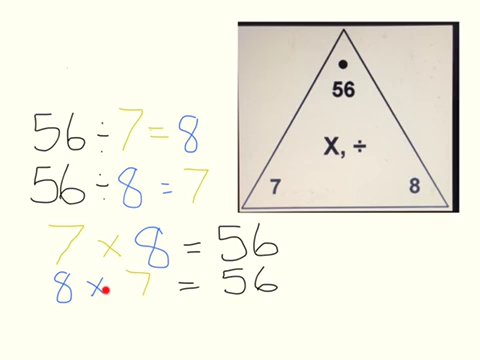 56 ÷ 7 = 8
56 ÷ 8 = 7
7 × 8 = 56
8 × 7 = 56
56
X, ÷
7 8